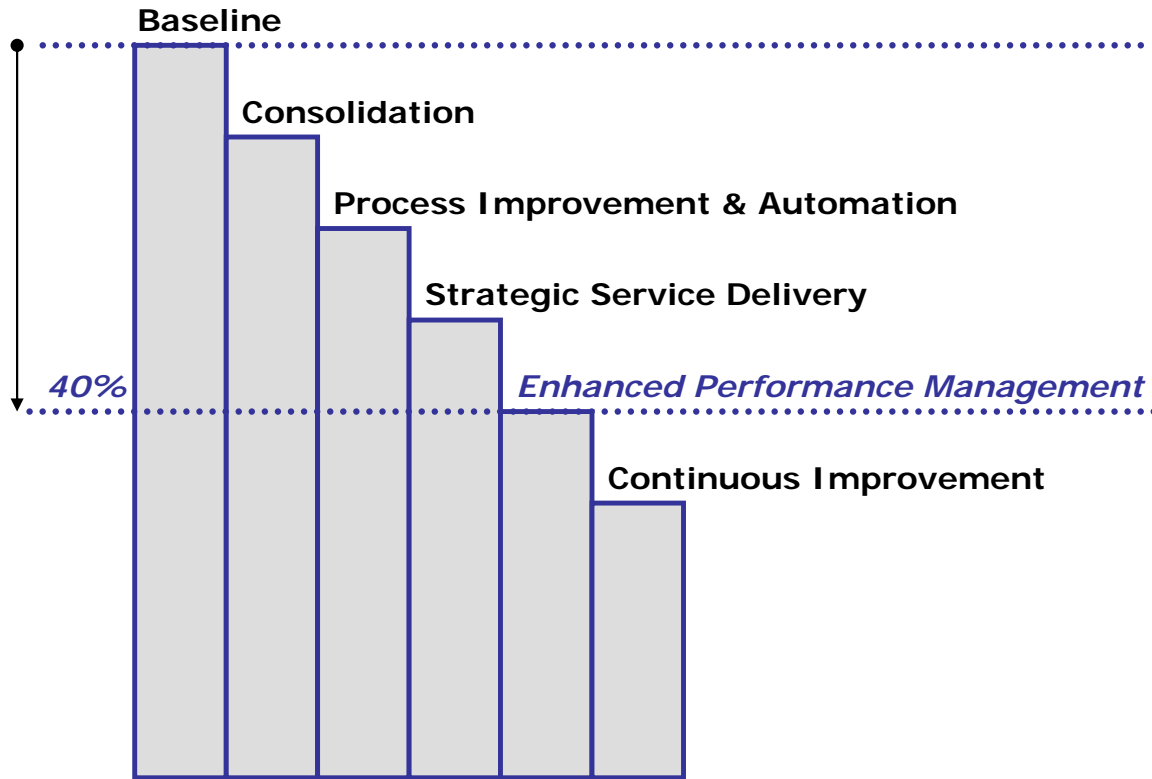 Baseline
Consolidation
Process Improvement & Automation
Strategic Service Delivery
40%
Enhanced Performance Management
Continuous Improvement